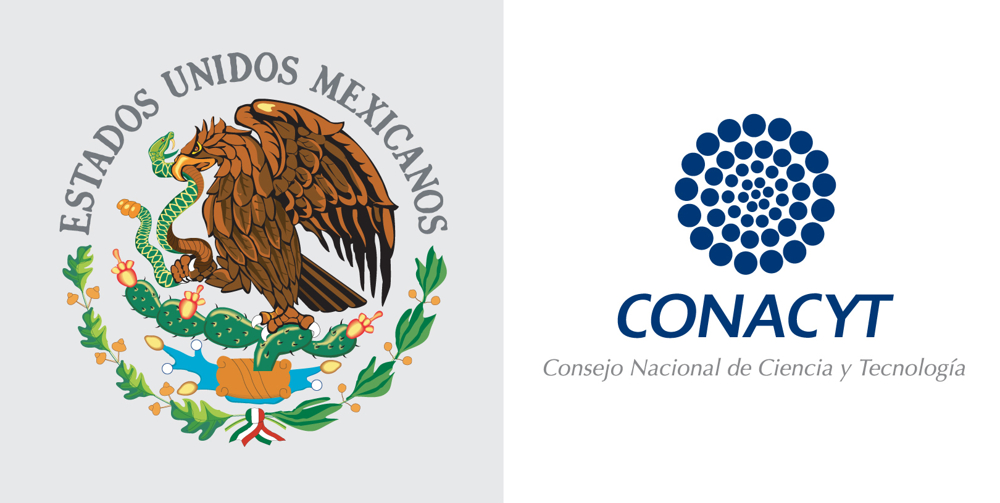 ESTADOS UNIDOS MEXICANOS
CONACYT
Consejo Nacional de Ciencia y Tecnología